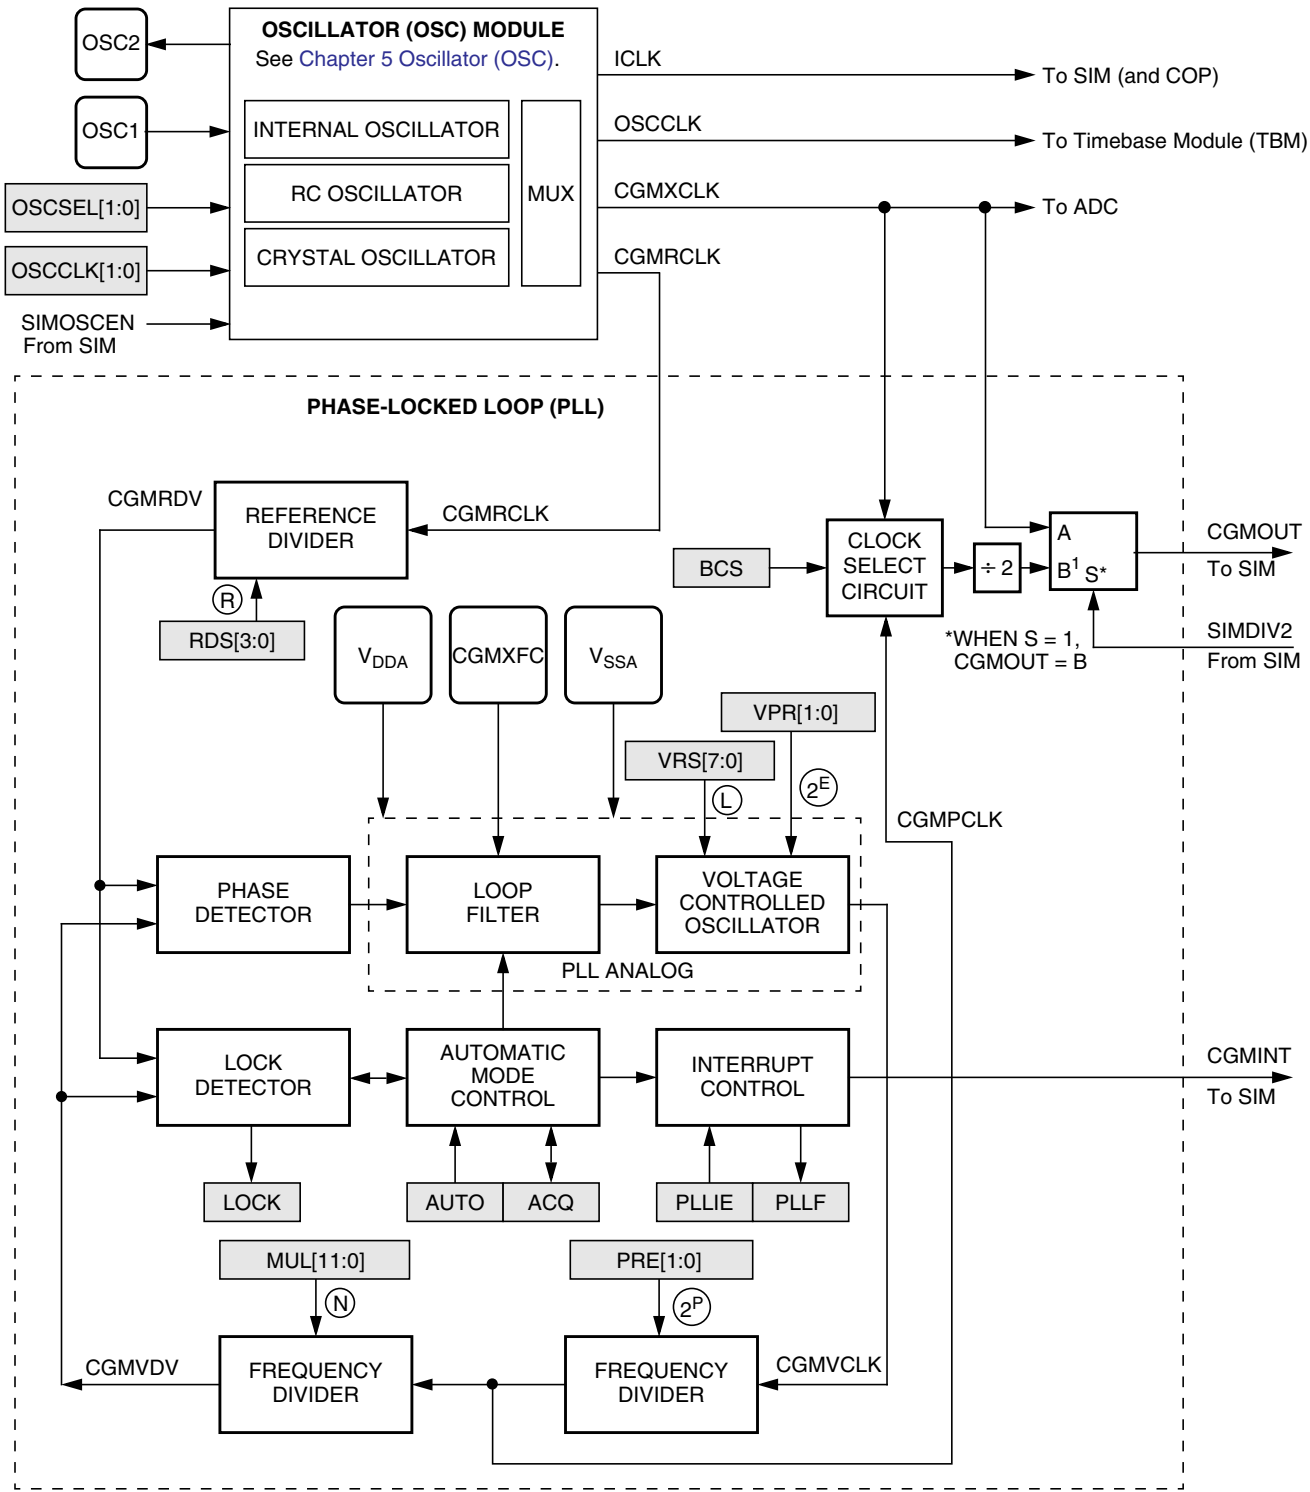 OSCILLATOR (OSC) MODULE
See Chapter 5 Oscillator (OSC).
OSC2
OSC1
OSCSEL[1:0]
OSCCLK[1:0]
SIMOSCEN
From SIM
INTERNAL OSCILLATOR
RC OSCILLATOR
CRYSTAL OSCILLATOR
MUX
ICLK
To SIM (and COP)
OSCCLK
To Timebase Module (TBM)
CGMXCLK
To ADC
CGMRCLK
PHASE-LOCKED LOOP (PLL)
CGMRDV
REFERENCE
DIVIDER
CGMRCLK
R
RDS[3:0]
BCS
CLOCK
SELECT
CIRCUIT
÷ 2
A
B¹ S*
CGMOUT
To SIM
SIMDIV2
From SIM
*WHEN S = 1,
CGMOUT = B
VDDA
CGMXFC
VSSA
VPR[1:0]
VRS[7:0]
L
2ᴱ
CGMPCLK
PHASE
DETECTOR
LOOP
FILTER
VOLTAGE
CONTROLLED
OSCILLATOR
PLL ANALOG
LOCK
DETECTOR
AUTOMATIC
MODE
CONTROL
INTERRUPT
CONTROL
CGMINT
To SIM
LOCK
AUTO
ACQ
PLLIE
PLLF
MUL[11:0]
N
PRE[1:0]
2ᴾ
CGMVDV
FREQUENCY
DIVIDER
FREQUENCY
DIVIDER
CGMVCLK